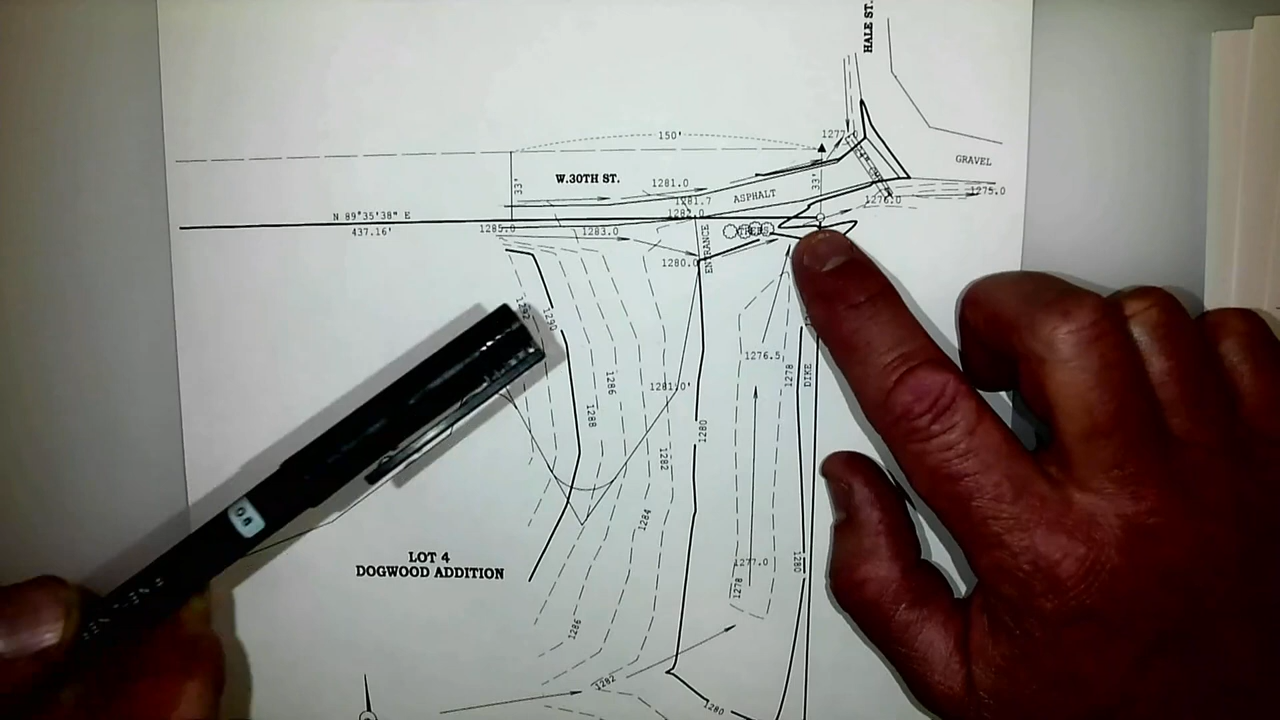 HALE ST.
150'
1277.0
GRAVEL
33'
W.30TH ST.
1281.0
33'
1275.0
ASPHALT
1281.7
1276.0
N 89°35'38" E
1282.0
437.16'
1285.0
1283.0
ENTRANCE
TREES
1280.0
1292
1290
1276.5
1278
DIKE
1286
1281.0'
1288
1280
1282
1284
LOT 4
DOGWOOD ADDITION
1277.0
1280
1278
1286
1282
1280